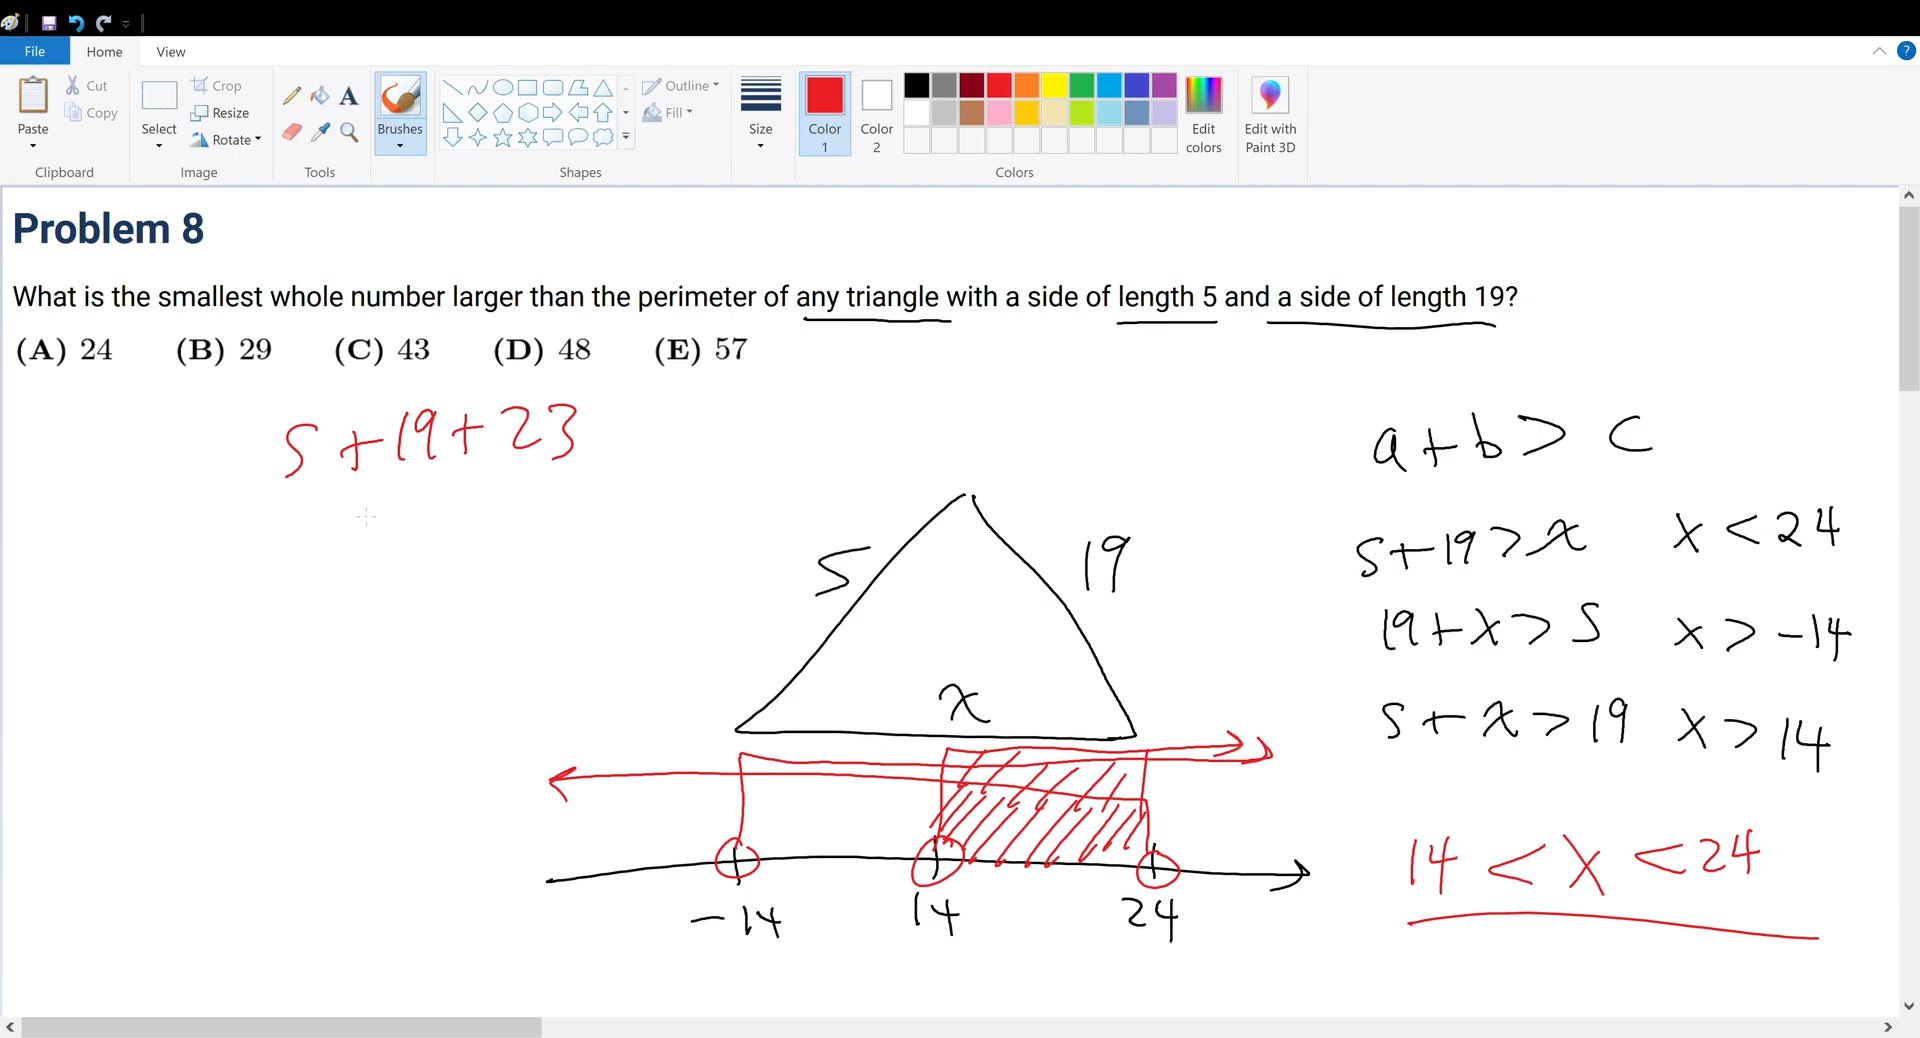 File Home View
Paste Cut Copy Clipboard
Select Crop Resize Rotate Image
A Tools
Brushes
Shapes
Outline Fill
Size
Color 1 Color 2 Edit colors Colors
Edit with Paint 3D
?
Problem 8
What is the smallest whole number larger than the perimeter of any triangle with a side of length 5 and a side of length 19?
(A) 24 (B) 29 (C) 43 (D) 48 (E) 57
5+19+23
a+b> c
5+19>x x < 24
19+x>5 x > -14
5+x>19 x > 14
5 19
x
14 < x < 24
-14 14 24